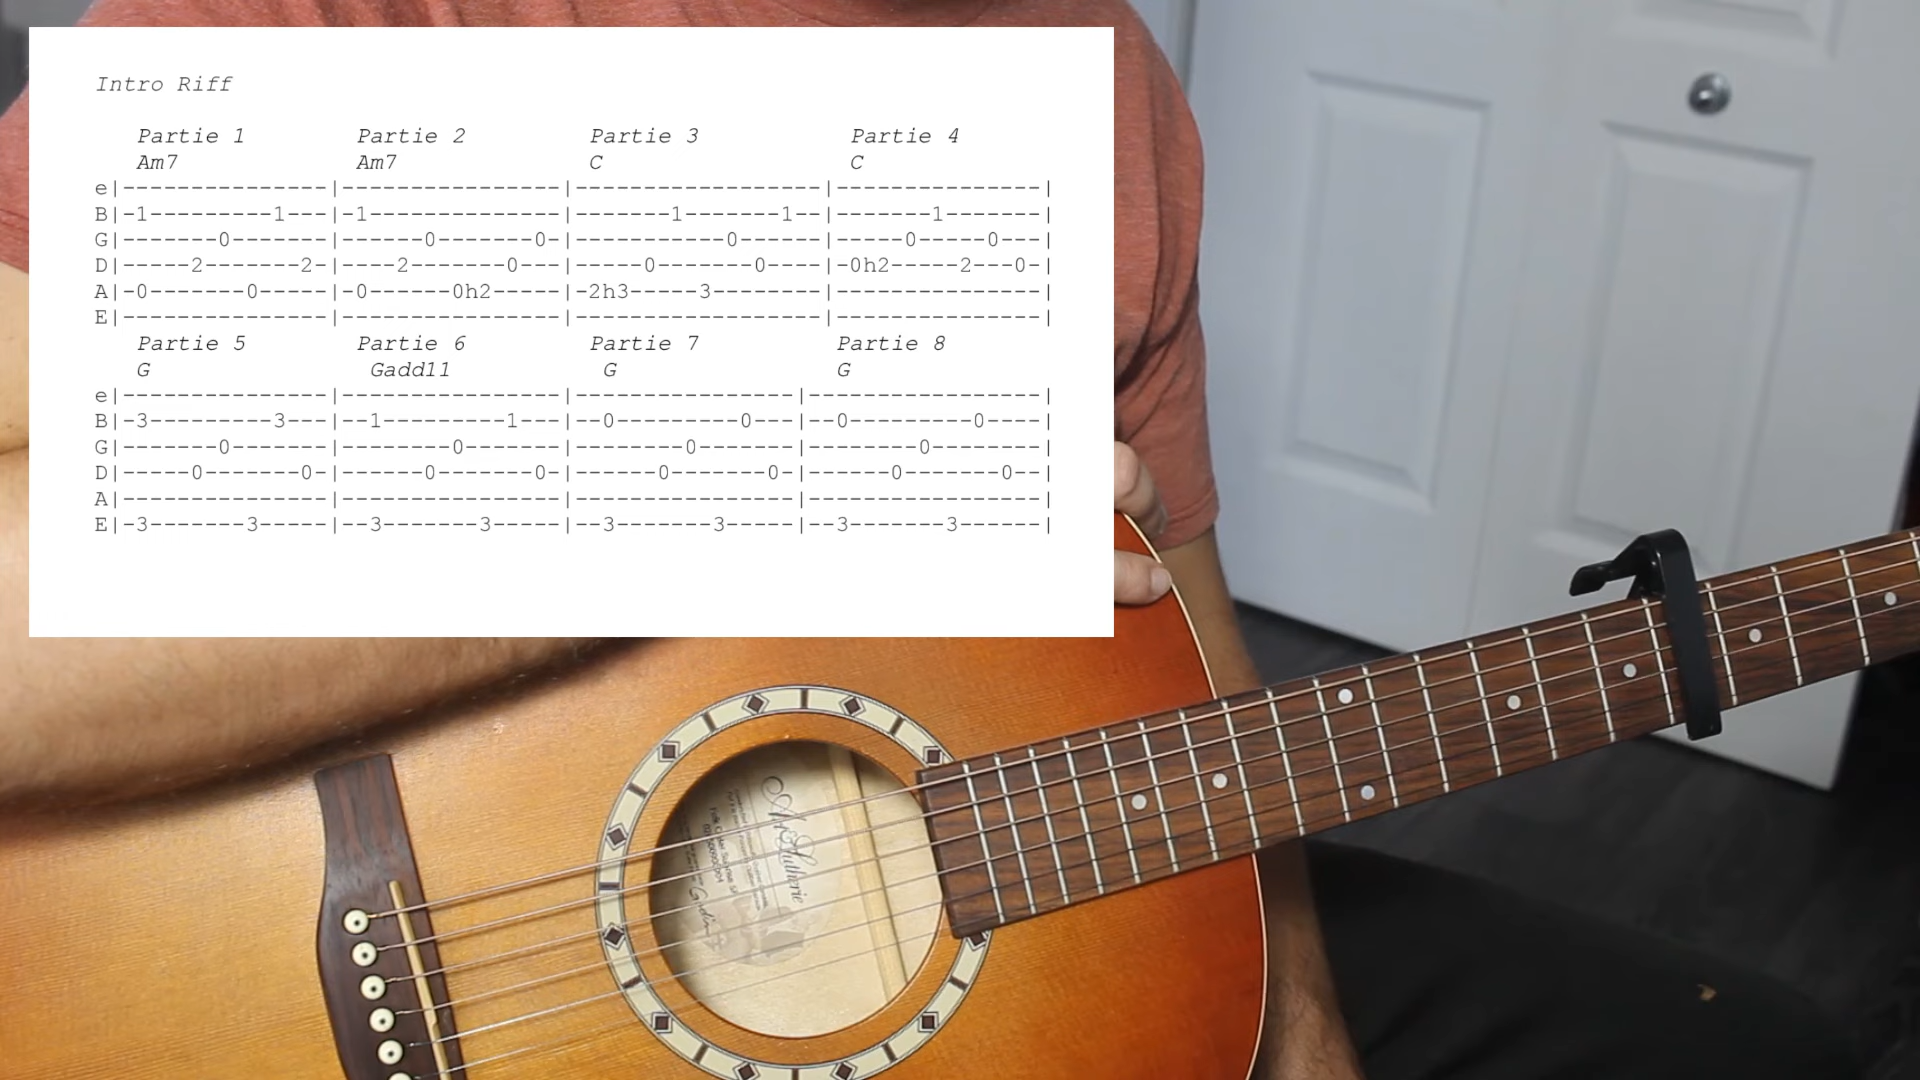 Intro Riff
Partie 1 Partie 2 Partie 3 Partie 4
Am7 Am7 C C
e|---------------|----------------|------------------|---------------|
B|-1---------1---|-1--------------|-------1-------1--|-------1-------|
G|-------0-------|------0-------0-|-----------0------|-----0-----0---|
D|-----2-------2-|----2-------0---|-----0-------0----|-0h2-----2---0-|
A|-0-------0-----|-0------0h2-----|-2h3-----3--------|---------------|
E|---------------|----------------|------------------|---------------|
Partie 5 Partie 6 Partie 7 Partie 8
G Gadd11 G G
e|---------------|----------------|----------------|-----------------|
B|-3---------3---|--1---------1---|--0---------0---|--0---------0----|
G|-------0-------|--------0-------|--------0-------|--------0--------|
D|-----0-------0-|------0-------0-|------0-------0-|------0-------0--|
A|---------------|----------------|----------------|-----------------|
E|-3-------3-----|--3-------3-----|--3-------3-----|--3-------3------|
Art & Lutherie
Godin